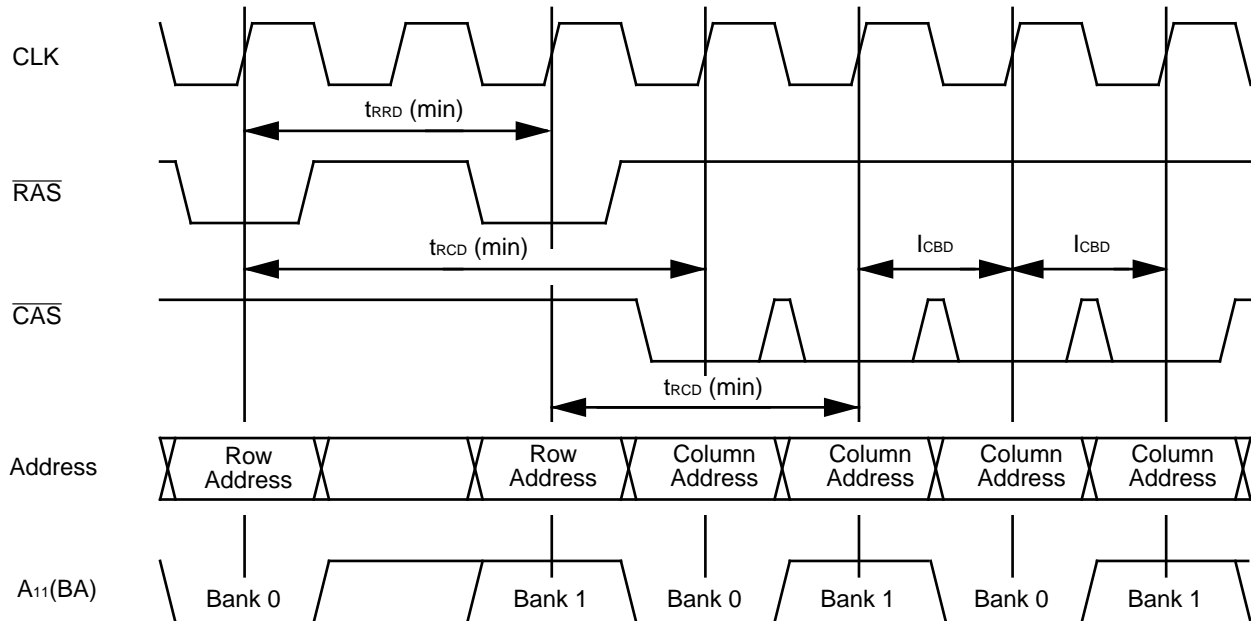 CLK
tRRD (min)
RAS
tRCD (min)
ICBD
ICBD
CAS
tRCD (min)
Address
Row
Address
Row
Address
Column
Address
Column
Address
Column
Address
Column
Address
A11(BA)
Bank 0
Bank 1
Bank 0
Bank 1
Bank 0
Bank 1